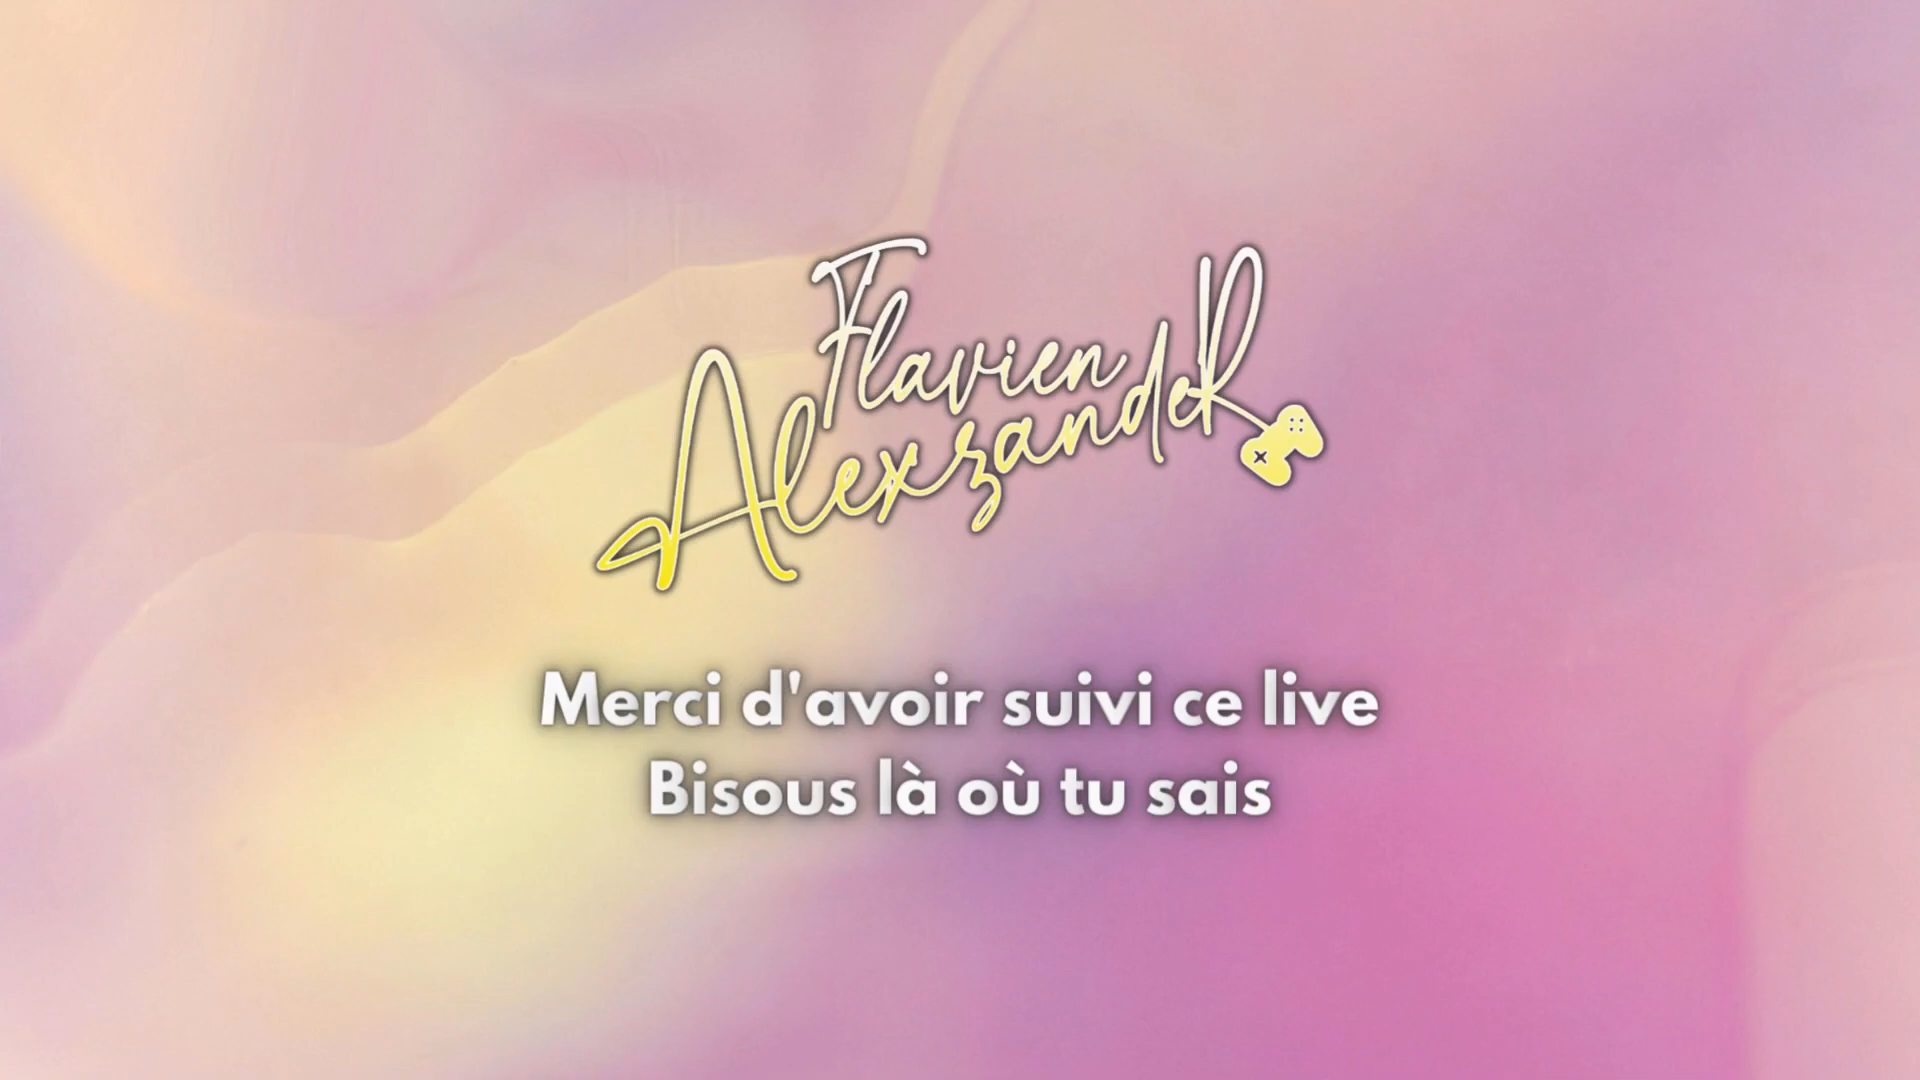 Flavien
AlexzandeR
Merci d'avoir suivi ce live
Bisous là où tu sais